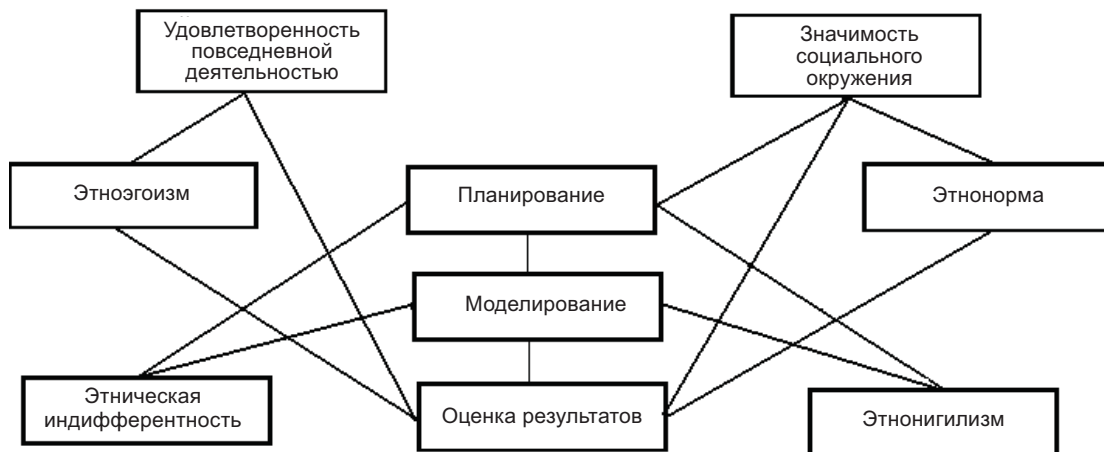 Удовлетворенность
повседневной
деятельностью
Значимость
социального
окружения
Этноэгоизм
Планирование
Этнонорма
Моделирование
Этническая
индифферентность
Оценка результатов
Этнонигилизм